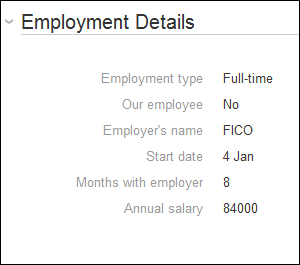 Employment Details
Employment type Full-time
Our employee No
Employer's name FICO
Start date 4 Jan
Months with employer 8
Annual salary 84000